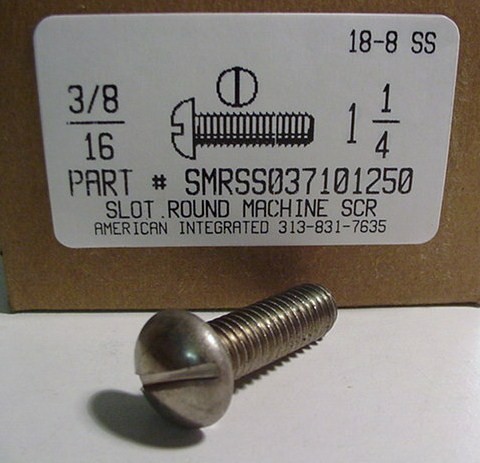 18-8 SS
3/8
16
1 1/4
PART # SMRSS037101250
SLOT.ROUND MACHINE SCR
AMERICAN INTEGRATED 313-831-7635